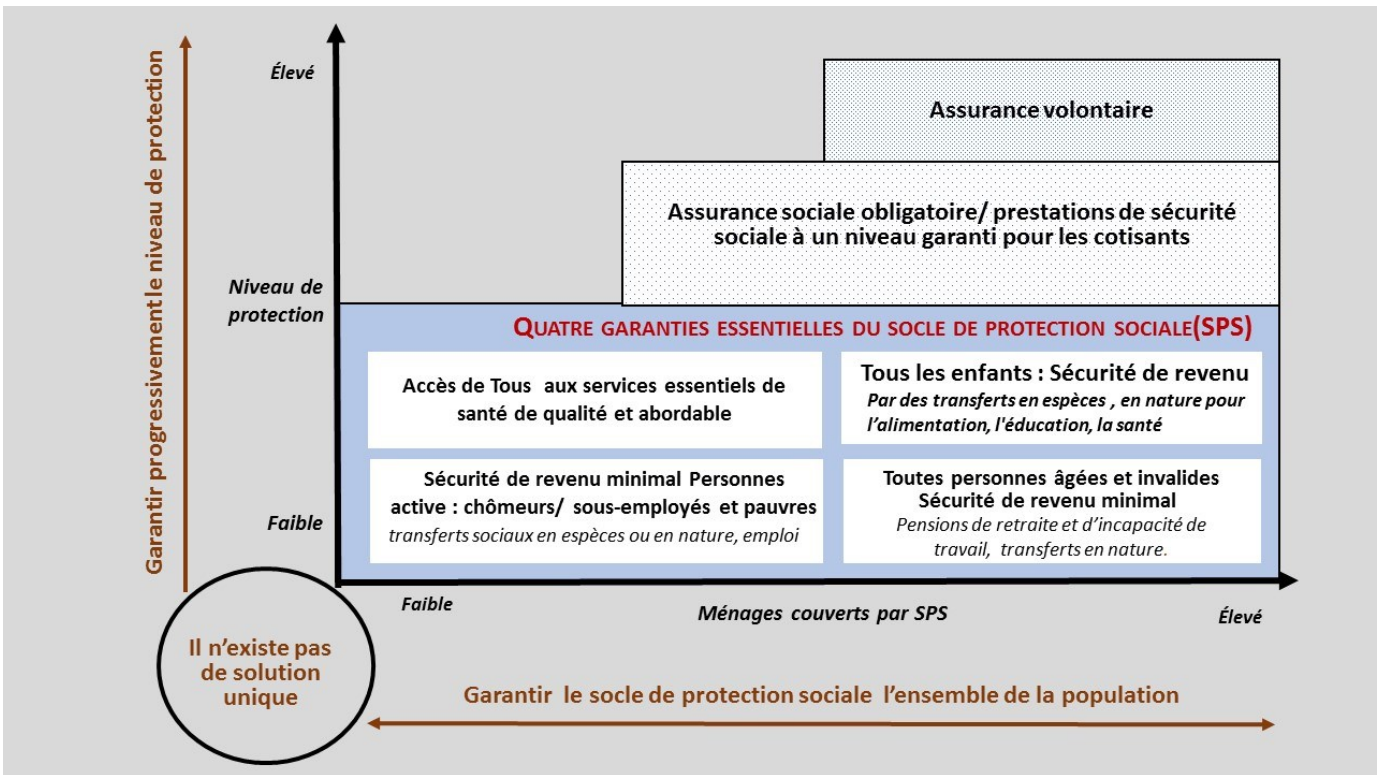 Garantir progressivement le niveau de protection
Élevé
Niveau de
protection
Faible
Assurance volontaire
Assurance sociale obligatoire/ prestations de sécurité
sociale à un niveau garanti pour les cotisants
QUATRE GARANTIES ESSENTIELLES DU SOCLE DE PROTECTION SOCIALE(SPS)
Accès de Tous aux services essentiels de
santé de qualité et abordable
Tous les enfants : Sécurité de revenu
Par des transferts en espèces , en nature pour
l’alimentation, l'éducation, la santé
Sécurité de revenu minimal Personnes
active : chômeurs/ sous-employés et pauvres
transferts sociaux en espèces ou en nature, emploi
Toutes personnes âgées et invalides
Sécurité de revenu minimal
Pensions de retraite et d’incapacité de
travail, transferts en nature.
Faible
Ménages couverts par SPS
Élevé
Il n’existe pas
de solution
unique
Garantir le socle de protection sociale l’ensemble de la population